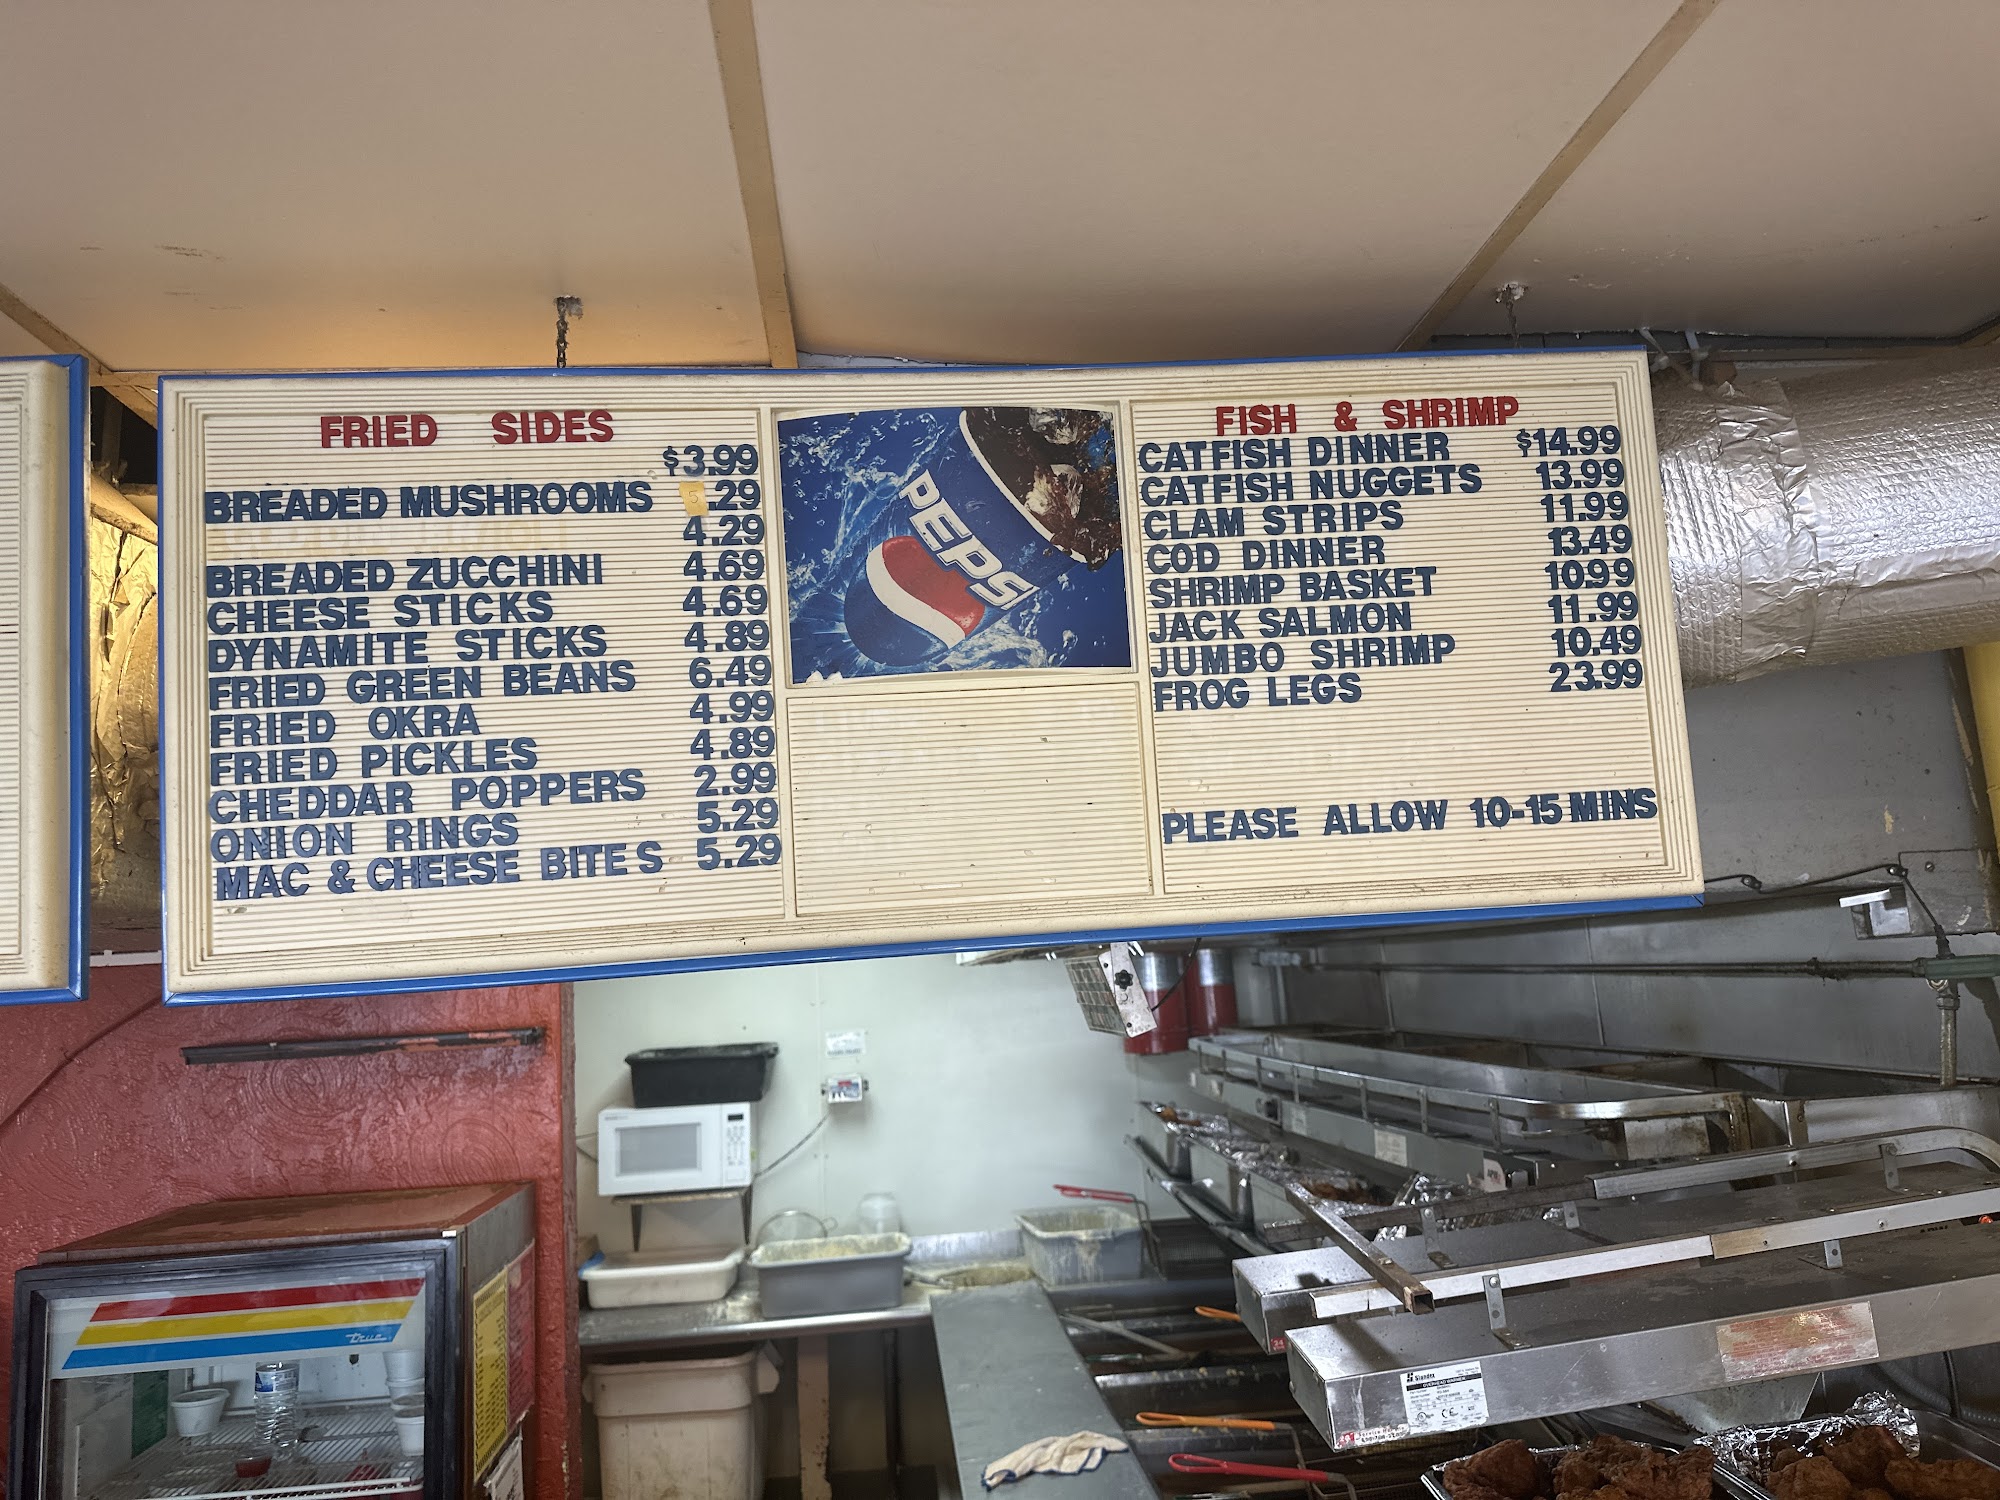 FRIED SIDES
$3.99
BREADED MUSHROOMS 5.29
4.29
BREADED ZUCCHINI 4.69
CHEESE STICKS 4.69
DYNAMITE STICKS 4.89
FRIED GREEN BEANS 6.49
FRIED OKRA 4.99
FRIED PICKLES 4.89
CHEDDAR POPPERS 2.99
ONION RINGS 5.29
MAC & CHEESE BITES 5.29
PEPSI
FISH & SHRIMP
CATFISH DINNER $14.99
CATFISH NUGGETS 13.99
CLAM STRIPS 11.99
COD DINNER 13.49
SHRIMP BASKET 10.99
JACK SALMON 11.99
JUMBO SHRIMP 10.49
FROG LEGS 23.99
PLEASE ALLOW 10-15 MINS
true
Standex
OVERHEAD WARMER